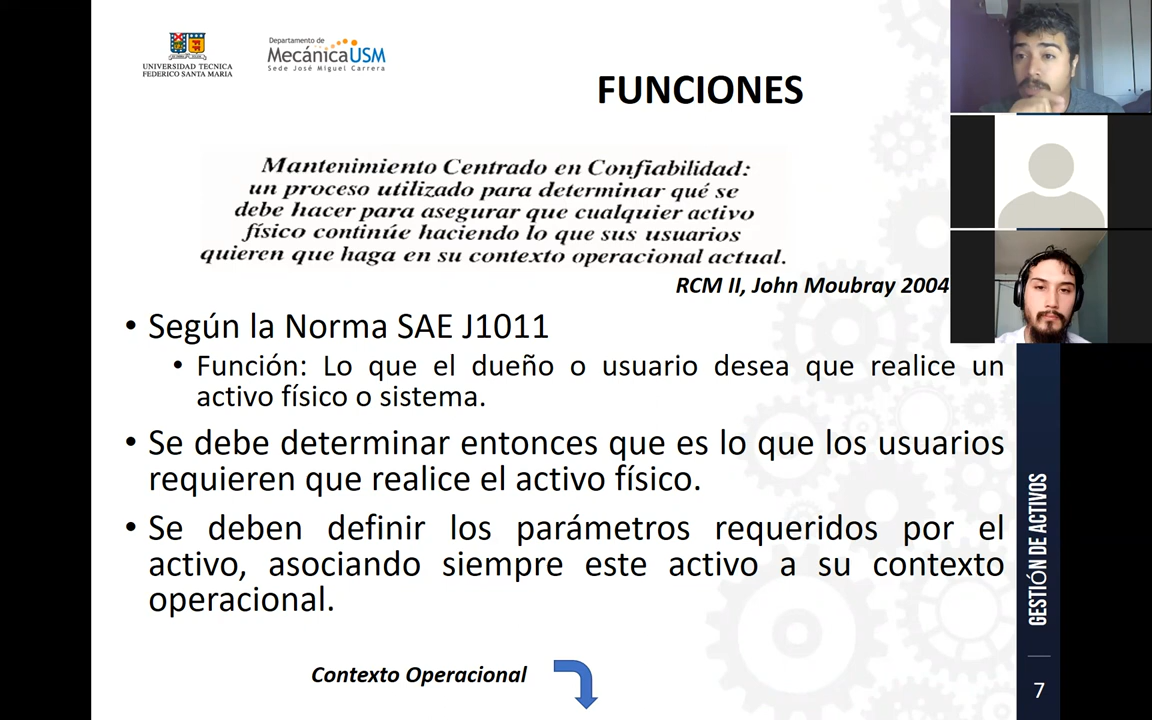 UNIVERSIDAD TECNICA
FEDERICO SANTA MARIA
Departamento de
MecánicaUSM
Sede José Miguel Carrera
FUNCIONES
Mantenimiento Centrado en Confiabilidad:
un proceso utilizado para determinar qué se
debe hacer para asegurar que cualquier activo
físico continúe haciendo lo que sus usuarios
quieren que haga en su contexto operacional actual.
RCM II, John Moubray 2004
• Según la Norma SAE J1011
• Función: Lo que el dueño o usuario desea que realice un
activo físico o sistema.
• Se debe determinar entonces que es lo que los usuarios
requieren que realice el activo físico.
• Se deben definir los parámetros requeridos por el
activo, asociando siempre este activo a su contexto
operacional.
Contexto Operacional
GESTIÓN DE ACTIVOS
7